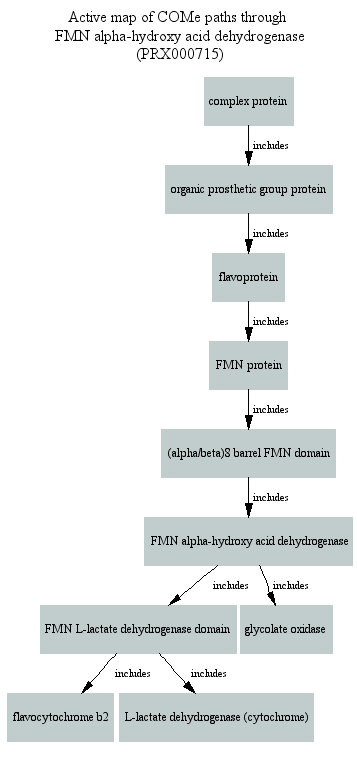 Active map of COMe paths through
FMN alpha-hydroxy acid dehydrogenase
(PRX000715)
complex protein
includes
organic prosthetic group protein
includes
flavoprotein
includes
FMN protein
includes
(alpha/beta)8 barrel FMN domain
includes
FMN alpha-hydroxy acid dehydrogenase
includes
includes
FMN L-lactate dehydrogenase domain
glycolate oxidase
includes
includes
flavocytochrome b2
L-lactate dehydrogenase (cytochrome)